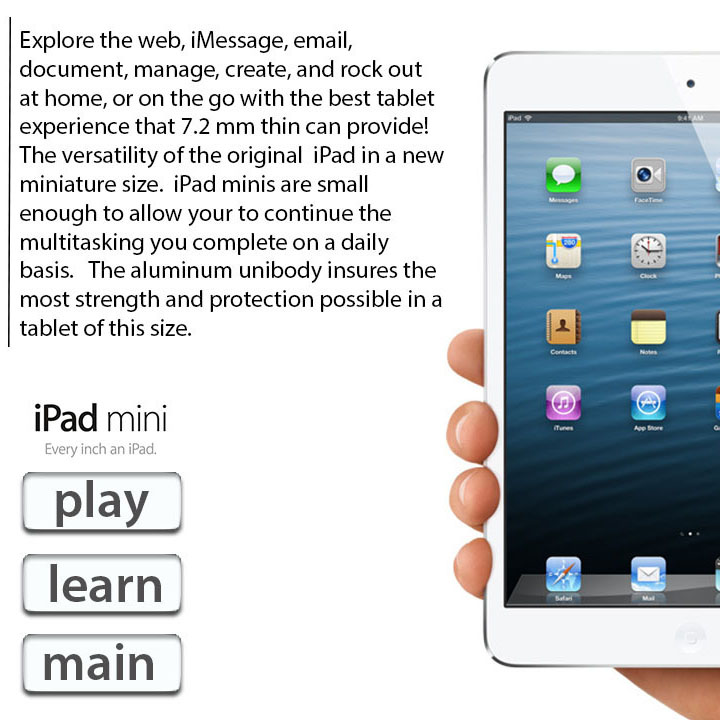 Explore the web, iMessage, email,
document, manage, create, and rock out
at home, or on the go with the best tablet
experience that 7.2 mm thin can provide!
The versatility of the original iPad in a new
miniature size. iPad minis are small
enough to allow your to continue the
multitasking you complete on a daily
basis. The aluminum unibody insures the
most strength and protection possible in a
tablet of this size.
iPad mini
Every inch an iPad.
play
learn
main
iPad 9:41 AM
Messages FaceTime
Maps Clock
Contacts Notes
iTunes App Store
Safari Mail